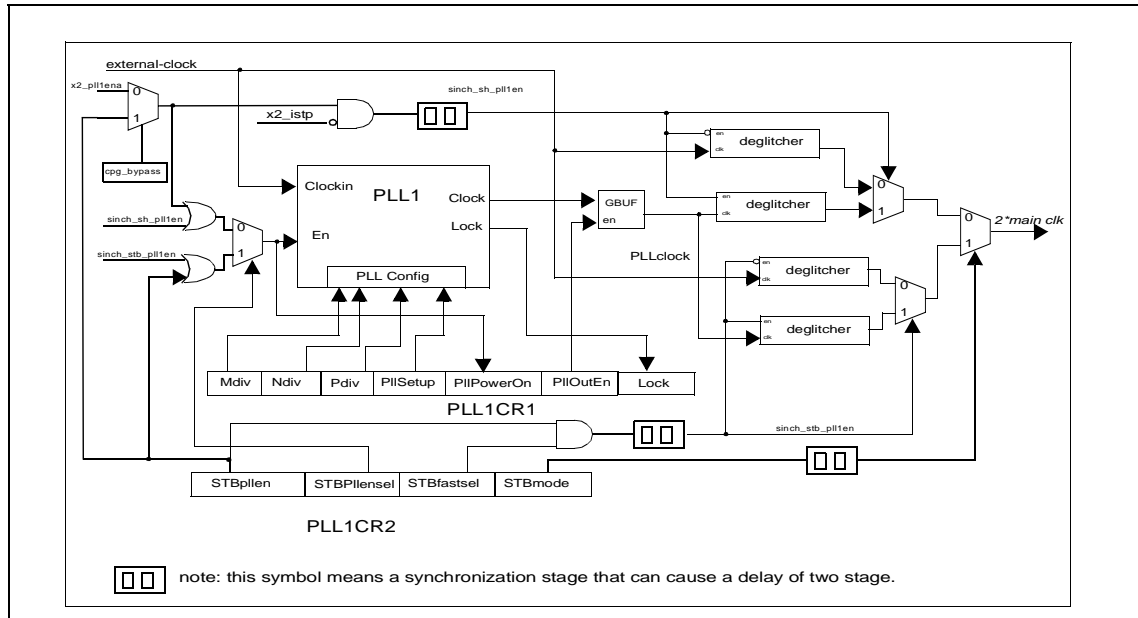 external-clock
x2_pll1ena
0
1
cpg_bypass
x2_istp
sinch_sh_pll1en
en
clk
deglitcher
0
1
sinch_sh_pll1en
sinch_stb_pll1en
0
1
Clockin
PLL1
Clock
Lock
En
PLL Config
GBUF
en
en
clk
deglitcher
PLLclock
0
1
2*main clk
en
clk
deglitcher
en
clk
deglitcher
0
1
Mdiv
Ndiv
Pdiv
PllSetup
PllPowerOn
PllOutEn
Lock
PLL1CR1
sinch_stb_pll1en
STBpllen
STBPllensel
STBfastsel
STBmode
PLL1CR2
note: this symbol means a synchronization stage that can cause a delay of two stage.